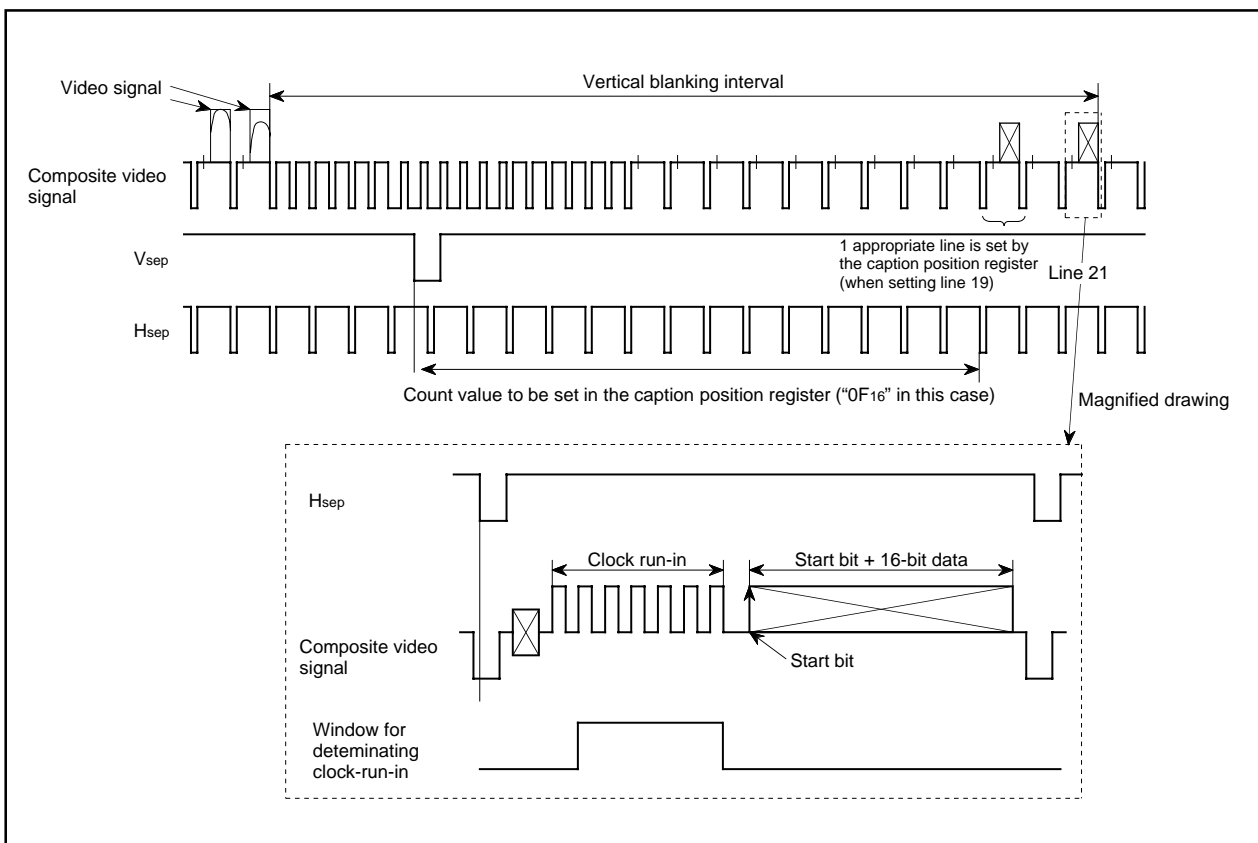 Vertical blanking interval
Video signal
Composite video
signal
Vsep
1 appropriate line is set by
the caption position register
(when setting line 19)
Line 21
Hsep
Count value to be set in the caption position register (“0F16” in this case)
Magnified drawing
Hsep
Clock run-in
Start bit + 16-bit data
Composite video
signal
Start bit
Window for
deteminating
clock-run-in